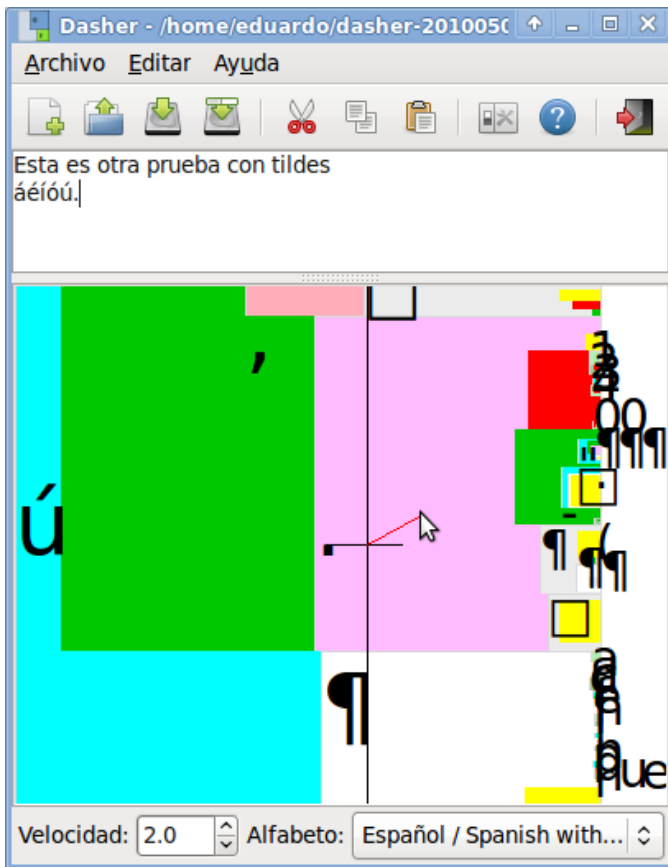 Dasher - /home/eduardo/dasher-2010050
Archivo Editar Ayuda
Esta es otra prueba con tildes
áéíóú.
,
ú
.
¶
¶
Velocidad: 2.0 Alfabeto: Español / Spanish with...